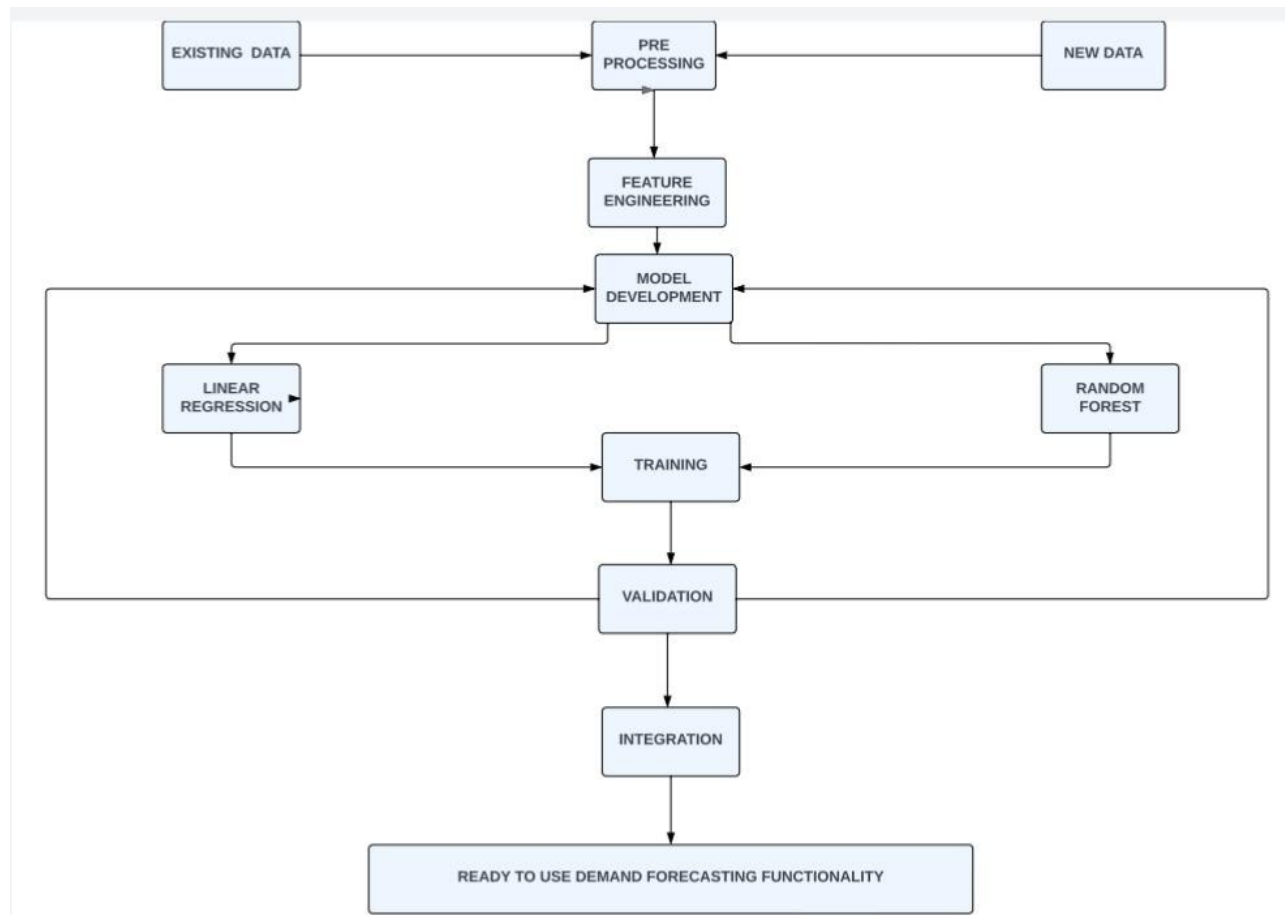 EXISTING DATA
PRE
PROCESSING
NEW DATA
FEATURE
ENGINEERING
MODEL
DEVELOPMENT
LINEAR
REGRESSION
RANDOM
FOREST
TRAINING
VALIDATION
INTEGRATION
READY TO USE DEMAND FORECASTING FUNCTIONALITY